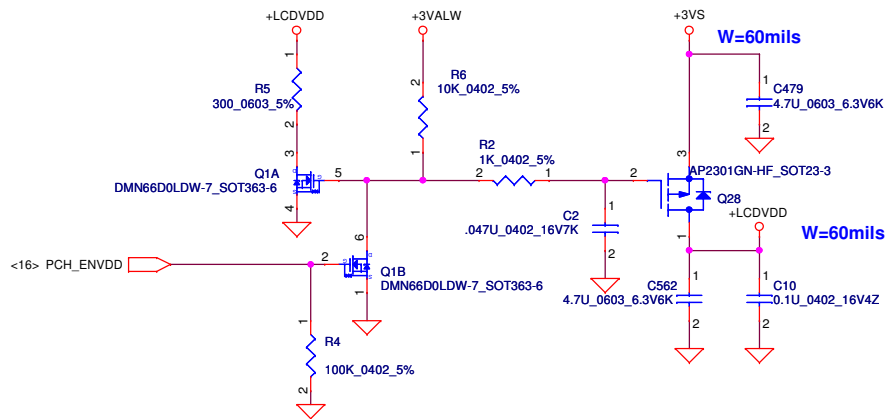 +LCDVDD
+3VALW
+3VS
W=60mils
1
R5
300_0603_5%
2
2
R6
10K_0402_5%
1
1
C479
4.7U_0603_6.3V6K
2
R2
1K_0402_5%
2
1
3
AP2301GN-HF_SOT23-3
Q28
2
1
3
Q1A
DMN66D0LDW-7_SOT363-6
5
4
1
C2
.047U_0402_16V7K
2
+LCDVDD
W=60mils
<16> PCH_ENVDD
2
6
Q1B
DMN66D0LDW-7_SOT363-6
1
1
C562
4.7U_0603_6.3V6K
2
1
C10
0.1U_0402_16V4Z
2
1
R4
100K_0402_5%
2